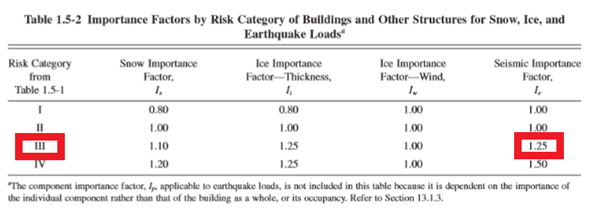 Table 1.5-2 Importance Factors by Risk Category of Buildings and Other Structures for Snow, Ice, and
Earthquake Loadsᵃ
Risk Category from Table 1.5-1 Snow Importance Factor, Iₛ Ice Importance Factor—Thickness, Iᵢ Ice Importance Factor—Wind, I_w Seismic Importance Factor, Iₑ
I 0.80 0.80 1.00 1.00
II 1.00 1.00 1.00 1.00
III 1.10 1.25 1.00 1.25
IV 1.20 1.25 1.00 1.50
ᵃThe component importance factor, Iₚ, applicable to earthquake loads, is not included in this table because it is dependent on the importance of
the individual component rather than that of the building as a whole, or its occupancy. Refer to Section 13.1.3.